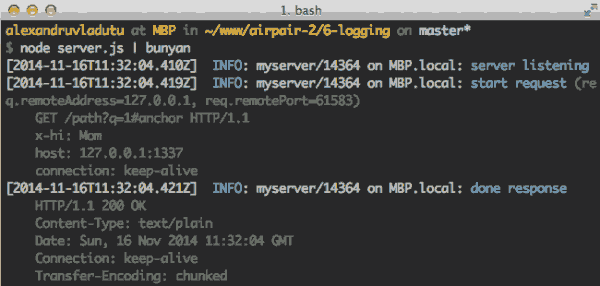 1. bash
alexandruvladutu at MBP in ~/www/airpair-2/6-logging on master*
$ node server.js | bunyan
[2014-11-16T11:32:04.410Z]  INFO: myserver/14364 on MBP.local: server listening
[2014-11-16T11:32:04.419Z]  INFO: myserver/14364 on MBP.local: start request (re
q.remoteAddress=127.0.0.1, req.remotePort=61583)
    GET /path?q=1#anchor HTTP/1.1
    x-hi: Mom
    host: 127.0.0.1:1337
    connection: keep-alive
[2014-11-16T11:32:04.421Z]  INFO: myserver/14364 on MBP.local: done response
    HTTP/1.1 200 OK
    Content-Type: text/plain
    Date: Sun, 16 Nov 2014 11:32:04 GMT
    Connection: keep-alive
    Transfer-Encoding: chunked